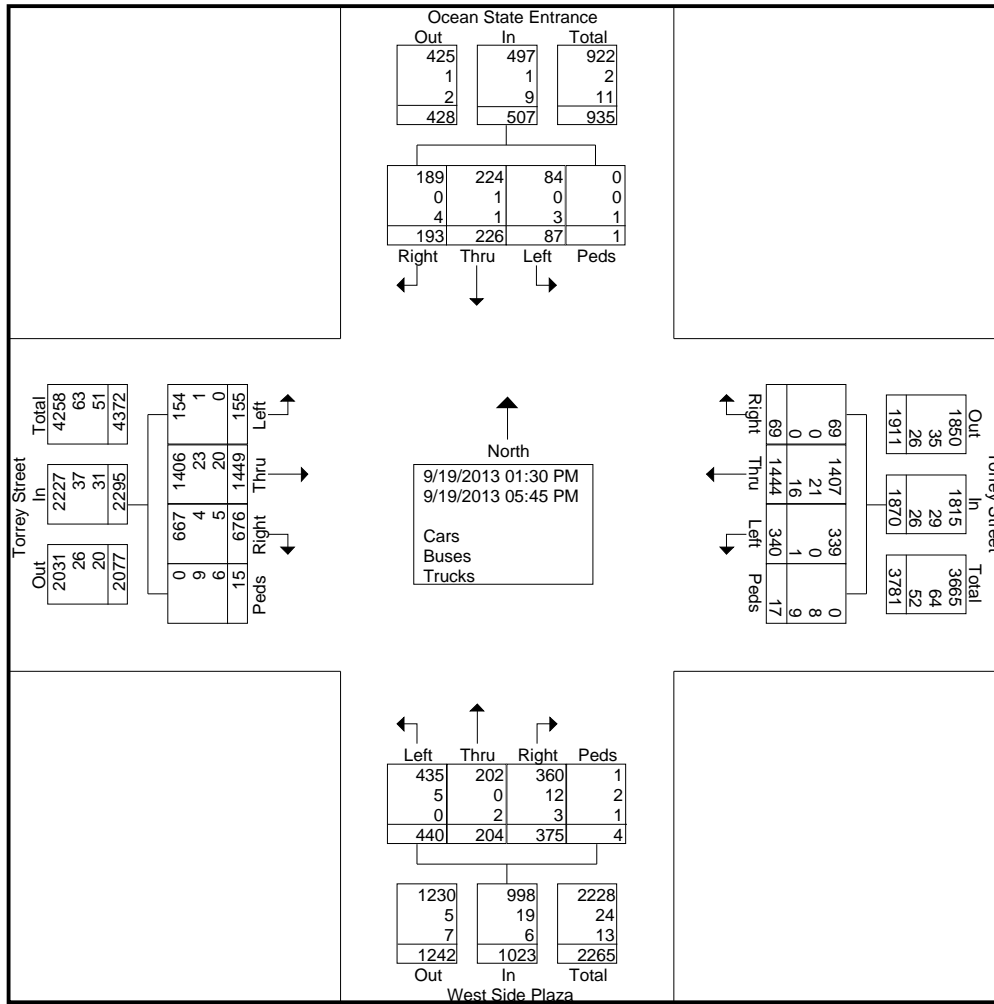 Ocean State Entrance
Out In Total
425 497 922
1 1 2
2 9 11
428 507 935
189 224 84 0
0 1 0 0
4 1 3 1
193 226 87 1
Right Thru Left Peds
Torrey Street
Total In Out
4258 2227 2031
63 37 26
51 31 20
4372 2295 2077
154 1406 667 0
1 23 4 9
0 20 5 6
155 1449 676 15
Left Thru Right Peds
North
9/19/2013 01:30 PM
9/19/2013 05:45 PM
Cars
Buses
Trucks
Right Thru Left Peds
69 1444 340 17
0 16 1 9
0 21 0 8
69 1407 339 0
1911 1870 3781
26 26 52
35 29 64
1850 1815 3665
Out In Total
Torrey Street
Left Thru Right Peds
435 202 360 1
5 0 12 2
0 2 3 1
440 204 375 4
1230 998 2228
5 19 24
7 6 13
1242 1023 2265
Out In Total
West Side Plaza